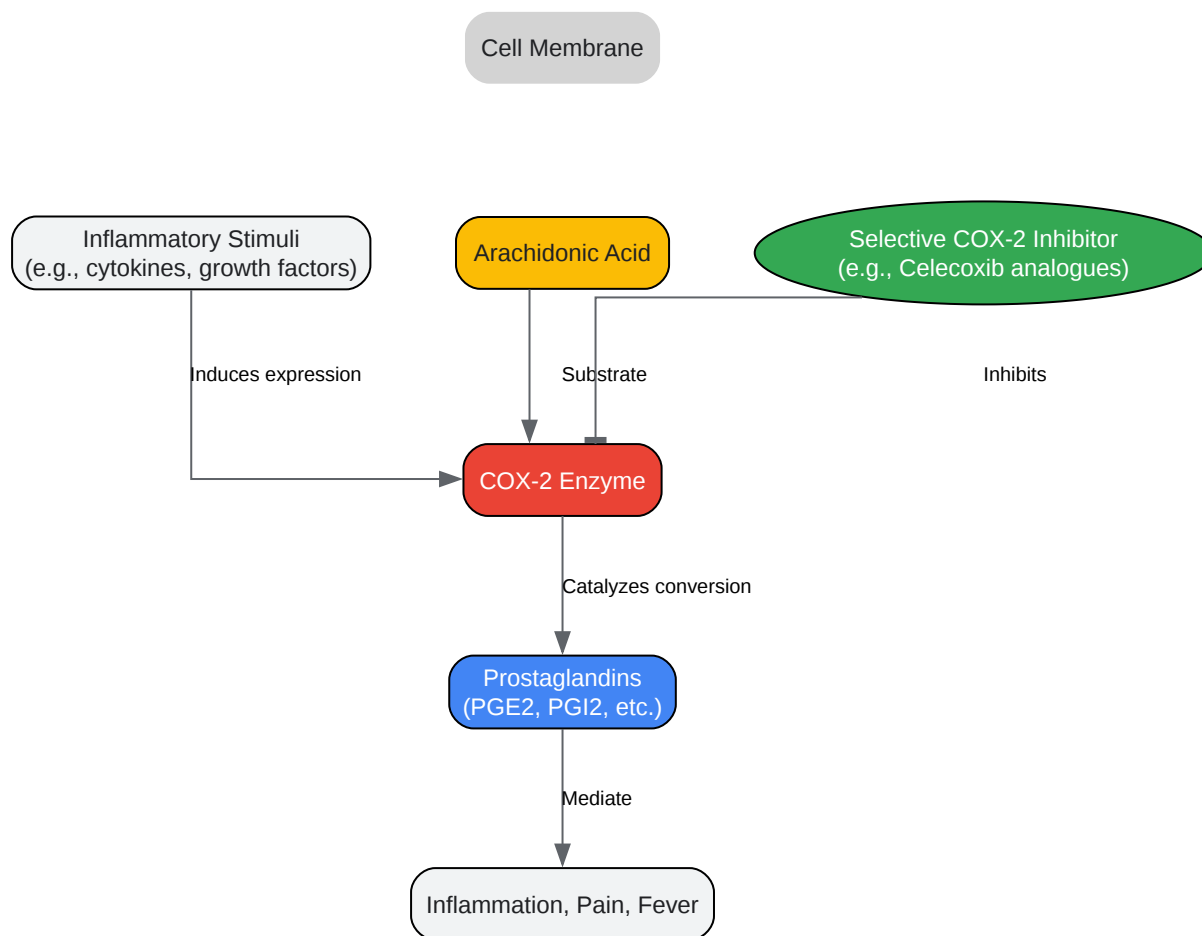 Cell Membrane
Inflammatory Stimuli
(e.g., cytokines, growth factors)
Arachidonic Acid
Selective COX-2 Inhibitor
(e.g., Celecoxib analogues)
Induces expression
Substrate
Inhibits
COX-2 Enzyme
Catalyzes conversion
Prostaglandins
(PGE2, PGI2, etc.)
Mediate
Inflammation, Pain, Fever